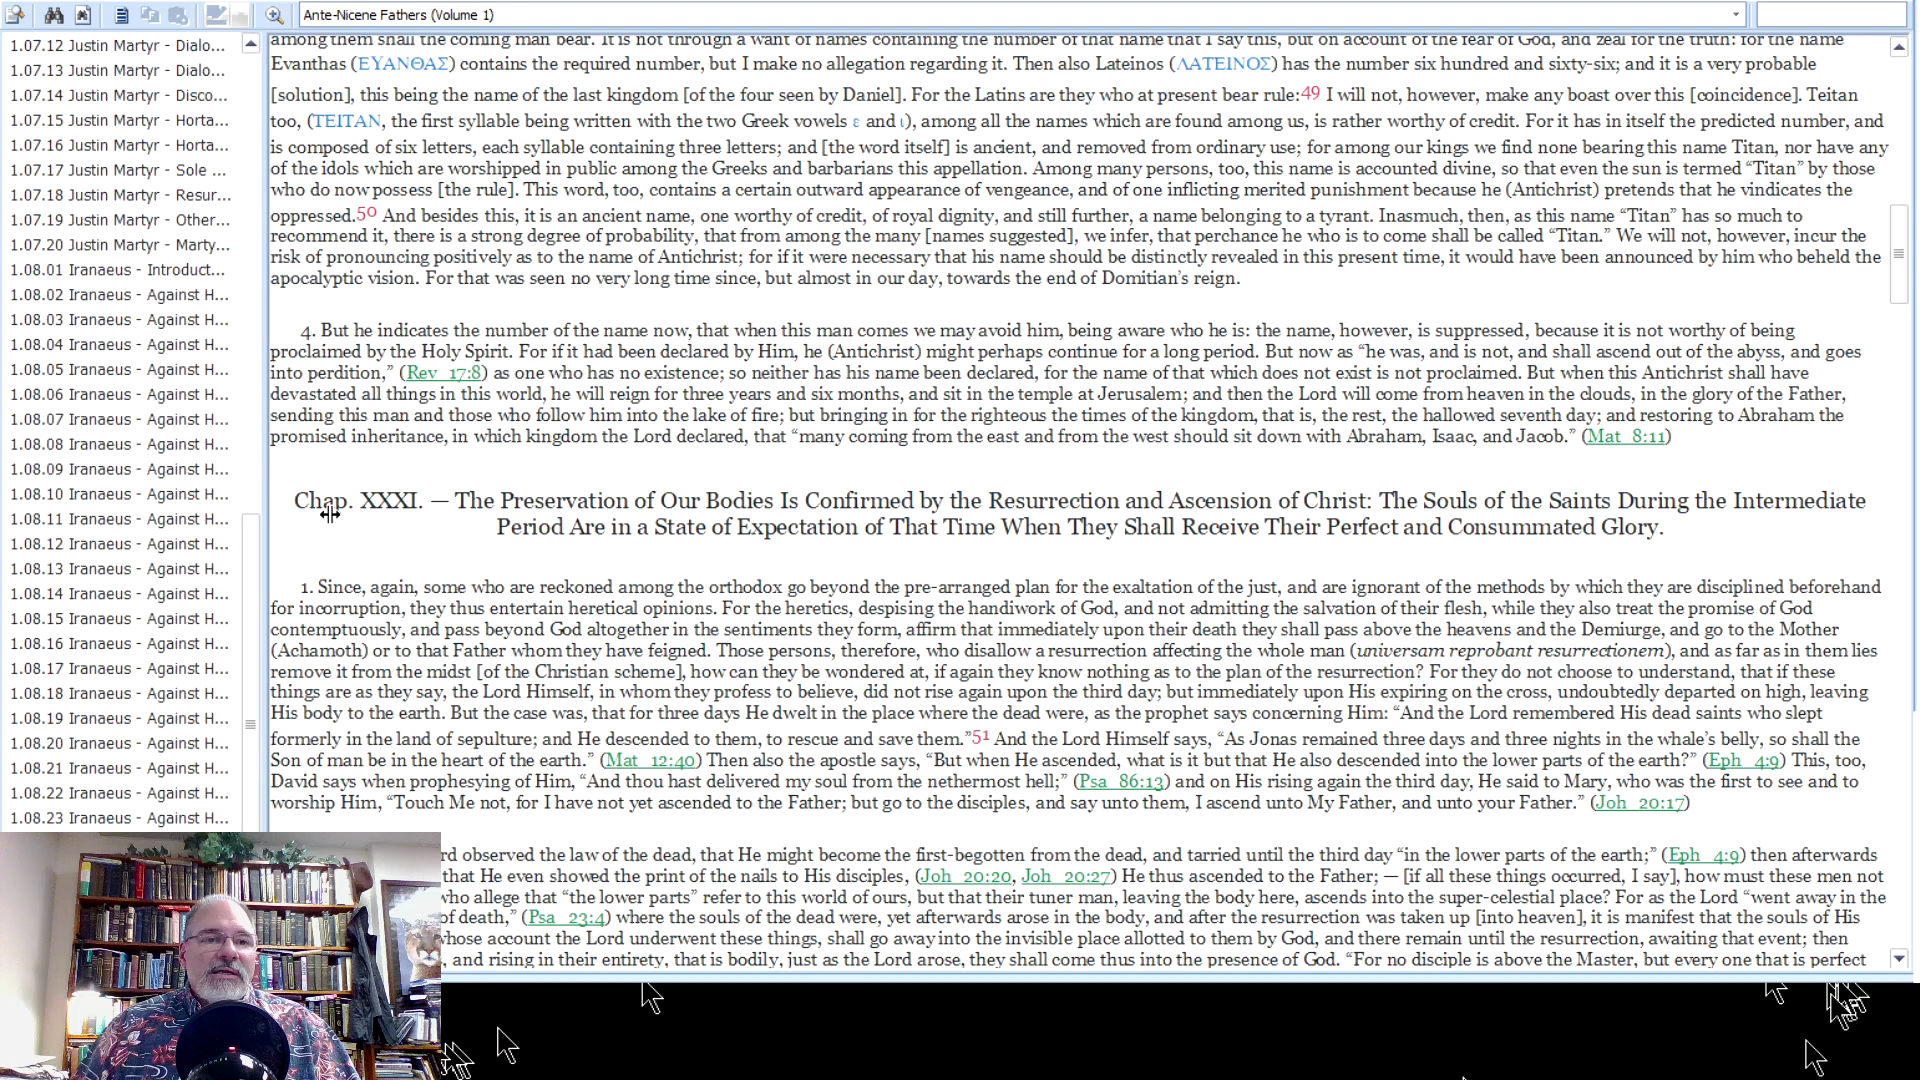 Ante-Nicene Fathers (Volume 1)
1.07.12 Justin Martyr - Dialo...
1.07.13 Justin Martyr - Dialo...
1.07.14 Justin Martyr - Disco...
1.07.15 Justin Martyr - Horta...
1.07.16 Justin Martyr - Horta...
1.07.17 Justin Martyr - Sole ...
1.07.18 Justin Martyr - Resur...
1.07.19 Justin Martyr - Other...
1.07.20 Justin Martyr - Marty...
1.08.01 Iranaeus - Introduct...
1.08.02 Iranaeus - Against H...
1.08.03 Iranaeus - Against H...
1.08.04 Iranaeus - Against H...
1.08.05 Iranaeus - Against H...
1.08.06 Iranaeus - Against H...
1.08.07 Iranaeus - Against H...
1.08.08 Iranaeus - Against H...
1.08.09 Iranaeus - Against H...
1.08.10 Iranaeus - Against H...
1.08.11 Iranaeus - Against H...
1.08.12 Iranaeus - Against H...
1.08.13 Iranaeus - Against H...
1.08.14 Iranaeus - Against H...
1.08.15 Iranaeus - Against H...
1.08.16 Iranaeus - Against H...
1.08.17 Iranaeus - Against H...
1.08.18 Iranaeus - Against H...
1.08.19 Iranaeus - Against H...
1.08.20 Iranaeus - Against H...
1.08.21 Iranaeus - Against H...
1.08.22 Iranaeus - Against H...
1.08.23 Iranaeus - Against H...
among them shall the coming man bear. It is not through a want of names containing the number of that name that I say this, but on account of the fear of God, and zeal for the truth: for the name
Evanthas (ΕΥΑΝΘΑΣ) contains the required number, but I make no allegation regarding it. Then also Lateinos (ΛΑΤΕΙΝΟΣ) has the number six hundred and sixty-six; and it is a very probable
[solution], this being the name of the last kingdom [of the four seen by Daniel]. For the Latins are they who at present bear rule:49 I will not, however, make any boast over this [coincidence]. Teitan
too, (ΤΕΙΤΑΝ, the first syllable being written with the two Greek vowels ε and ι), among all the names which are found among us, is rather worthy of credit. For it has in itself the predicted number, and
is composed of six letters, each syllable containing three letters; and [the word itself] is ancient, and removed from ordinary use; for among our kings we find none bearing this name Titan, nor have any
of the idols which are worshipped in public among the Greeks and barbarians this appellation. Among many persons, too, this name is accounted divine, so that even the sun is termed “Titan” by those
who do now possess [the rule]. This word, too, contains a certain outward appearance of vengeance, and of one inflicting merited punishment because he (Antichrist) pretends that he vindicates the
oppressed.50 And besides this, it is an ancient name, one worthy of credit, of royal dignity, and still further, a name belonging to a tyrant. Inasmuch, then, as this name “Titan” has so much to
recommend it, there is a strong degree of probability, that from among the many [names suggested], we infer, that perchance he who is to come shall be called “Titan.” We will not, however, incur the
risk of pronouncing positively as to the name of Antichrist; for if it were necessary that his name should be distinctly revealed in this present time, it would have been announced by him who beheld the
apocalyptic vision. For that was seen no very long time since, but almost in our day, towards the end of Domitian’s reign.
4. But he indicates the number of the name now, that when this man comes we may avoid him, being aware who he is: the name, however, is suppressed, because it is not worthy of being
proclaimed by the Holy Spirit. For if it had been declared by Him, he (Antichrist) might perhaps continue for a long period. But now as “he was, and is not, and shall ascend out of the abyss, and goes
into perdition,” (Rev_17:8) as one who has no existence; so neither has his name been declared, for the name of that which does not exist is not proclaimed. But when this Antichrist shall have
devastated all things in this world, he will reign for three years and six months, and sit in the temple at Jerusalem; and then the Lord will come from heaven in the clouds, in the glory of the Father,
sending this man and those who follow him into the lake of fire; but bringing in for the righteous the times of the kingdom, that is, the rest, the hallowed seventh day; and restoring to Abraham the
promised inheritance, in which kingdom the Lord declared, that “many coming from the east and from the west should sit down with Abraham, Isaac, and Jacob.” (Mat_8:11)
Chap. XXXI. — The Preservation of Our Bodies Is Confirmed by the Resurrection and Ascension of Christ: The Souls of the Saints During the Intermediate
Period Are in a State of Expectation of That Time When They Shall Receive Their Perfect and Consummated Glory.
1. Since, again, some who are reckoned among the orthodox go beyond the pre-arranged plan for the exaltation of the just, and are ignorant of the methods by which they are disciplined beforehand
for incorruption, they thus entertain heretical opinions. For the heretics, despising the handiwork of God, and not admitting the salvation of their flesh, while they also treat the promise of God
contemptuously, and pass beyond God altogether in the sentiments they form, affirm that immediately upon their death they shall pass above the heavens and the Demiurge, and go to the Mother
(Achamoth) or to that Father whom they have feigned. Those persons, therefore, who disallow a resurrection affecting the whole man (universam reprobant resurrectionem), and as far as in them lies
remove it from the midst [of the Christian scheme], how can they be wondered at, if again they know nothing as to the plan of the resurrection? For they do not choose to understand, that if these
things are as they say, the Lord Himself, in whom they profess to believe, did not rise again upon the third day; but immediately upon His expiring on the cross, undoubtedly departed on high, leaving
His body to the earth. But the case was, that for three days He dwelt in the place where the dead were, as the prophet says concerning Him: “And the Lord remembered His dead saints who slept
formerly in the land of sepulture; and He descended to them, to rescue and save them.”51 And the Lord Himself says, “As Jonas remained three days and three nights in the whale’s belly, so shall the
Son of man be in the heart of the earth.” (Mat_12:40) Then also the apostle says, “But when He ascended, what is it but that He also descended into the lower parts of the earth?” (Eph_4:9) This, too,
David says when prophesying of Him, “And thou hast delivered my soul from the nethermost hell;” (Psa_86:13) and on His rising again the third day, He said to Mary, who was the first to see and to
worship Him, “Touch Me not, for I have not yet ascended to the Father; but go to the disciples, and say unto them, I ascend unto My Father, and unto your Father.” (Joh_20:17)
rd observed the law of the dead, that He might become the first-begotten from the dead, and tarried until the third day “in the lower parts of the earth;” (Eph_4:9) then afterwards
that He even showed the print of the nails to His disciples, (Joh_20:20, Joh_20:27) He thus ascended to the Father; — [if all these things occurred, I say], how must these men not
who allege that “the lower parts” refer to this world of ours, but that their tuner man, leaving the body here, ascends into the super-celestial place? For as the Lord “went away in the
of death,” (Psa_23:4) where the souls of the dead were, yet afterwards arose in the body, and after the resurrection was taken up [into heaven], it is manifest that the souls of His
whose account the Lord underwent these things, shall go away into the invisible place allotted to them by God, and there remain until the resurrection, awaiting that event; then
, and rising in their entirety, that is bodily, just as the Lord arose, they shall come thus into the presence of God. “For no disciple is above the Master, but every one that is perfect